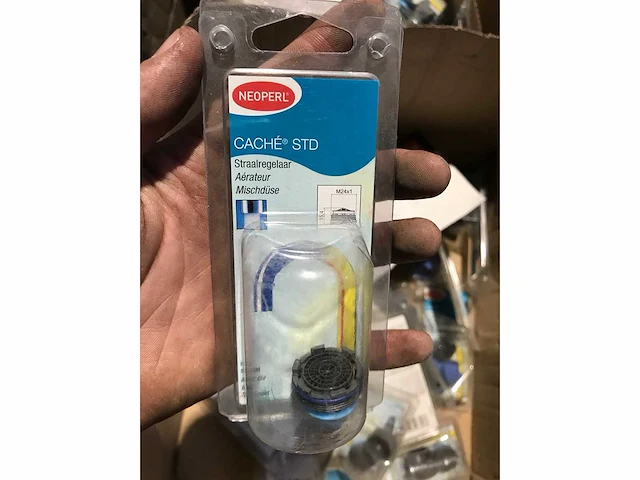 NEOPERL®
CACHÉ® STD
Straalregelaar
Aérateur
Mischdüse
M24x1